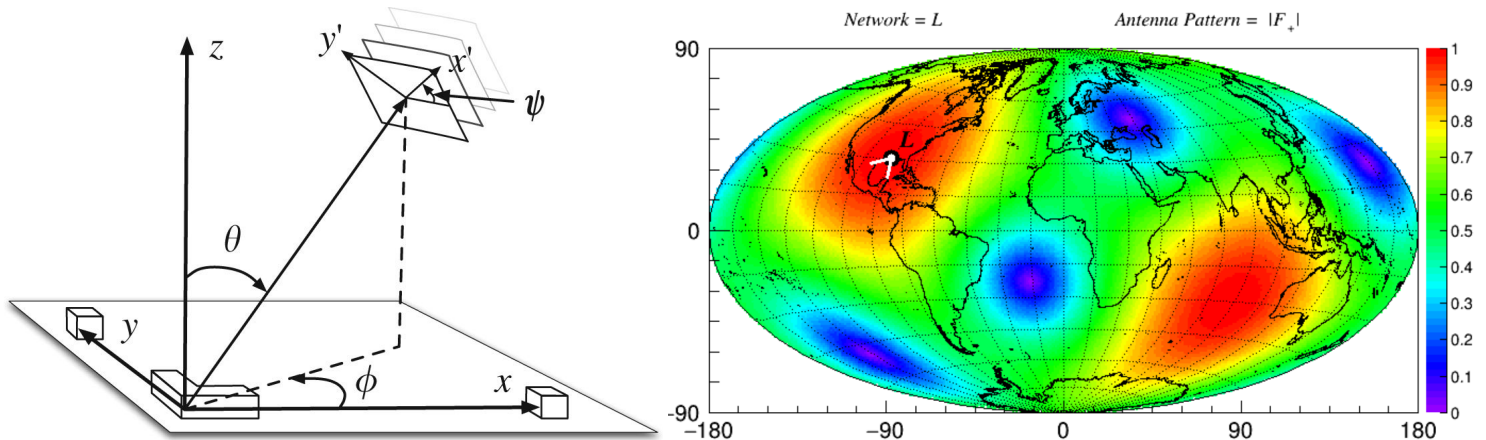 z
y'
x'
ψ
θ
y
x
ϕ
Network = L
Antenna Pattern = |F+|
90
0
-90
−180
−90
0
90
180
L
1
0.9
0.8
0.7
0.6
0.5
0.4
0.3
0.2
0.1
0